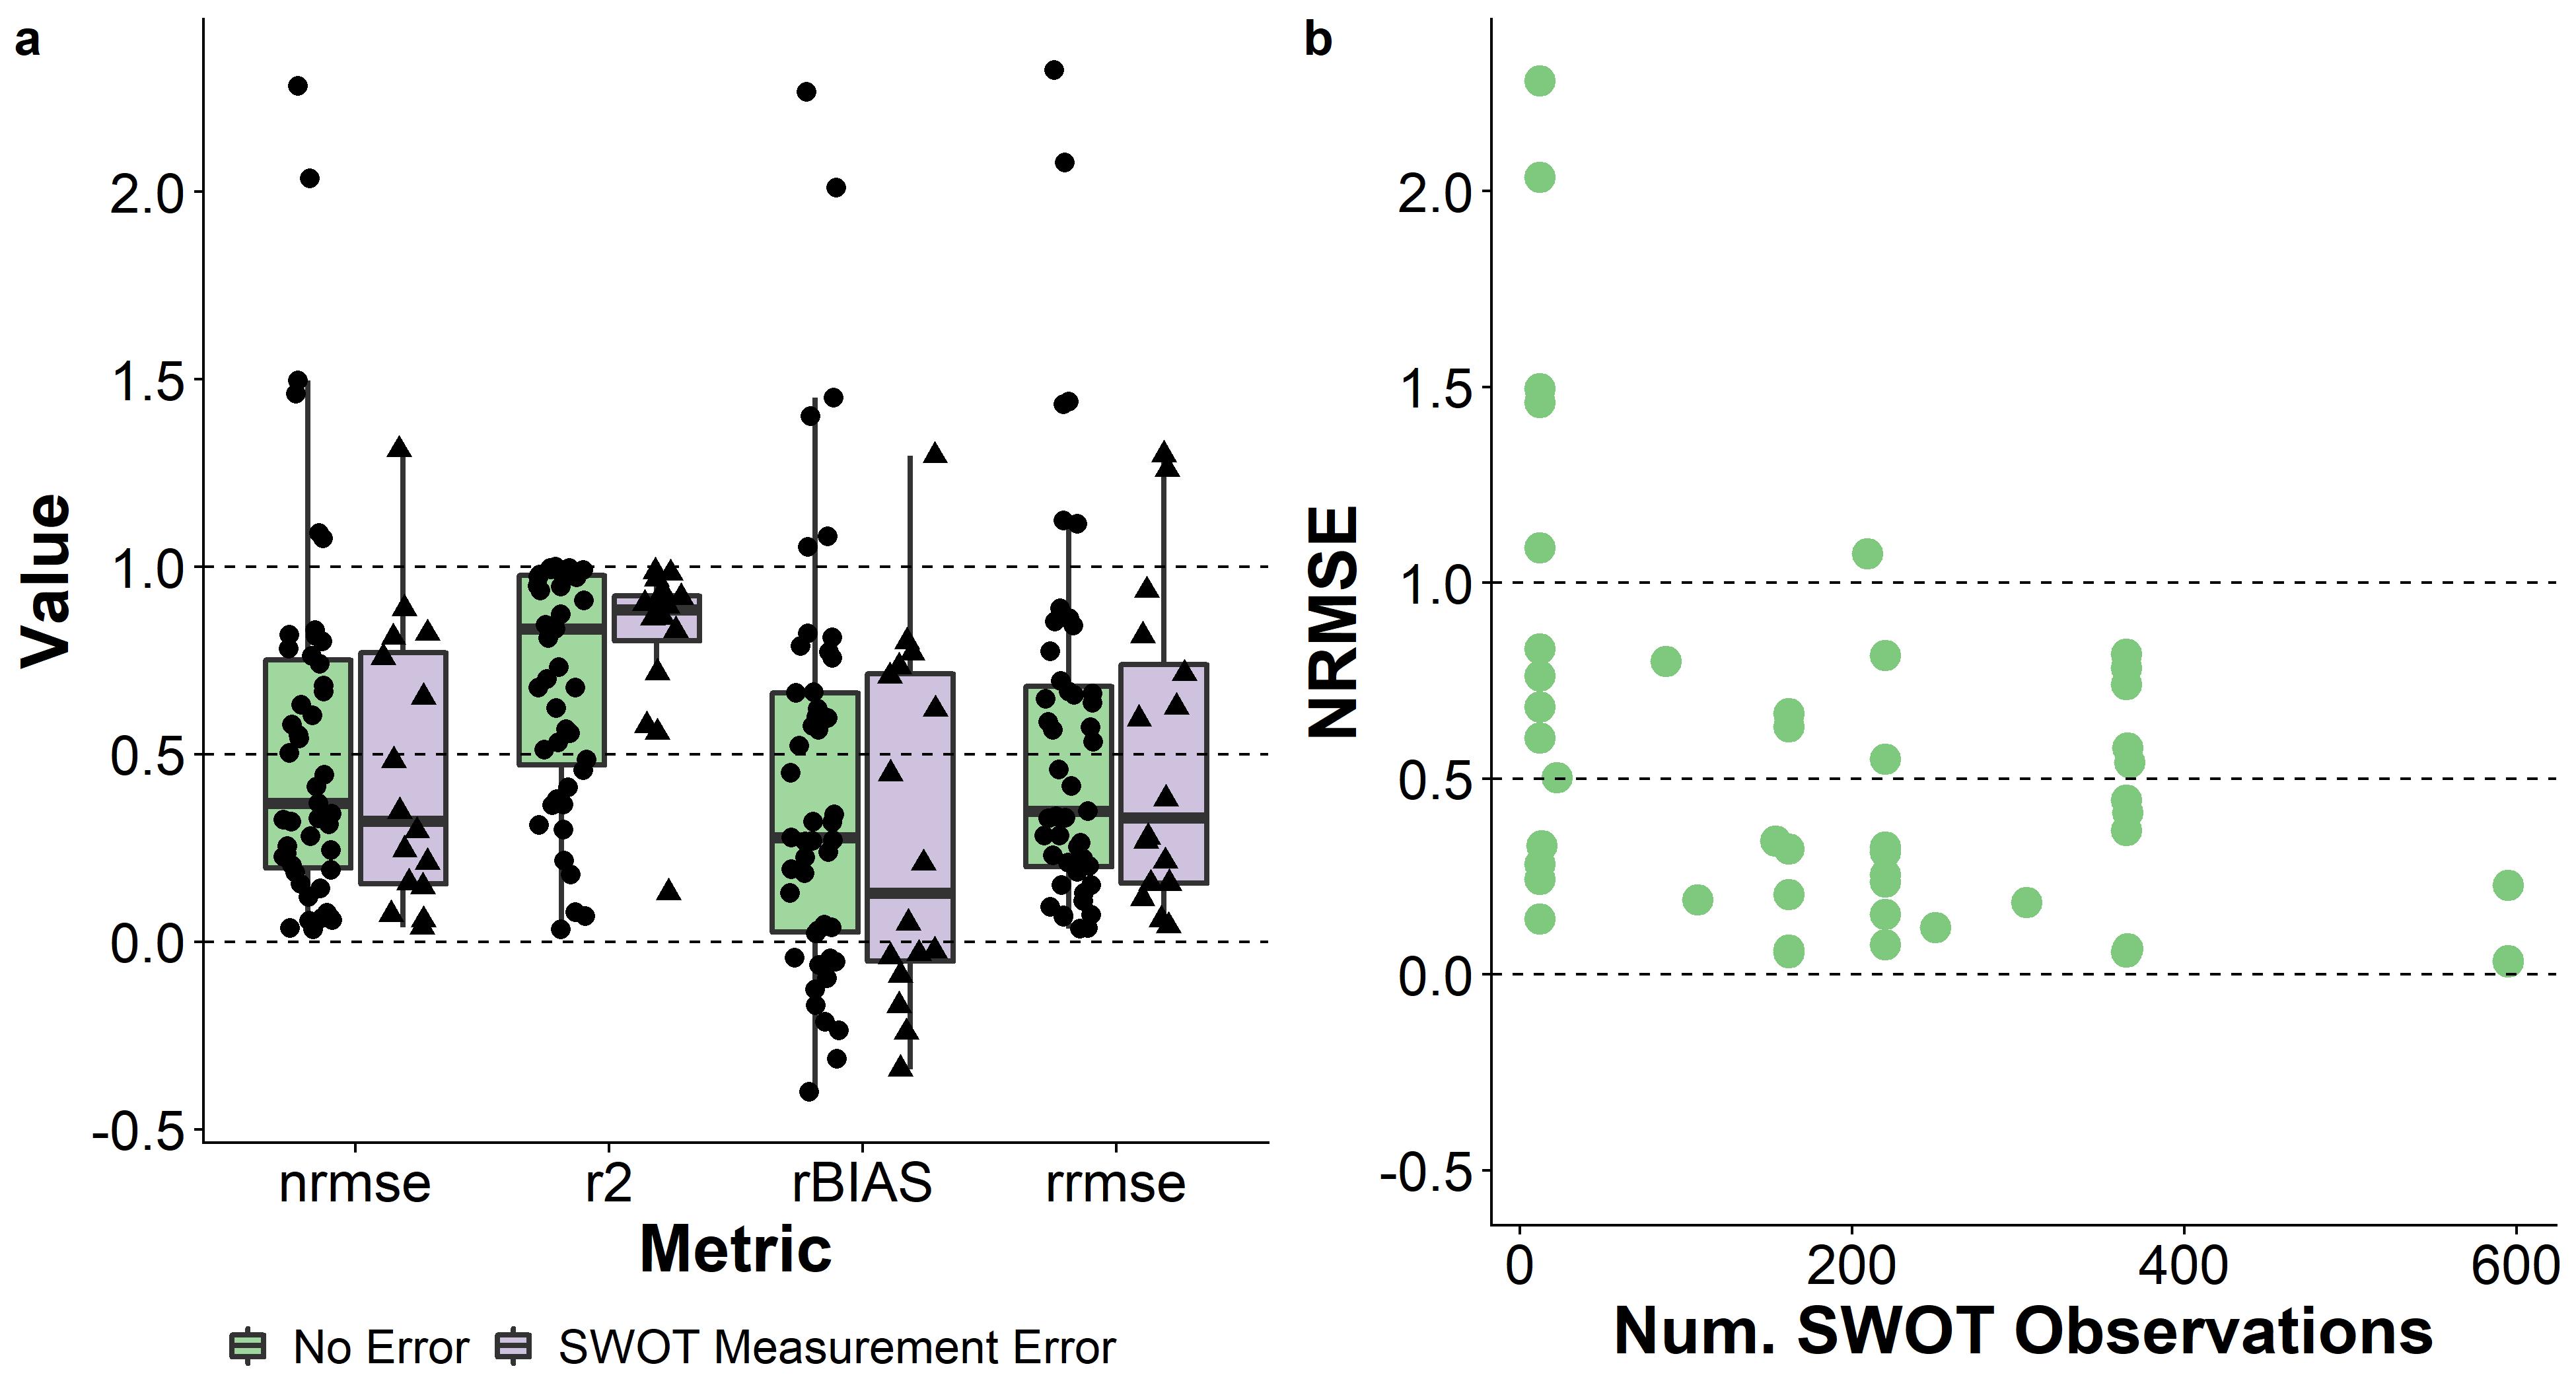 a
Value
2.0
1.5
1.0
0.5
0.0
-0.5
nrmse r2 rBIAS rrmse
Metric
No Error SWOT Measurement Error
b
NRMSE
2.0
1.5
1.0
0.5
0.0
-0.5
0 200 400 600
Num. SWOT Observations